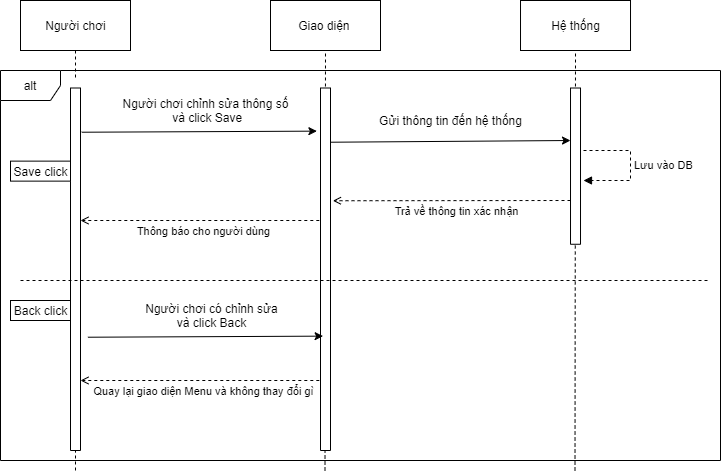 Người chơi
Giao diện
Hệ thống
alt
Người chơi chỉnh sửa thông số
và click Save
Gửi thông tin đến hệ thống
Save click
Lưu vào DB
Trả về thông tin xác nhận
Thông báo cho người dùng
Back click
Người chơi có chỉnh sửa
và click Back
Quay lại giao diện Menu và không thay đổi gì